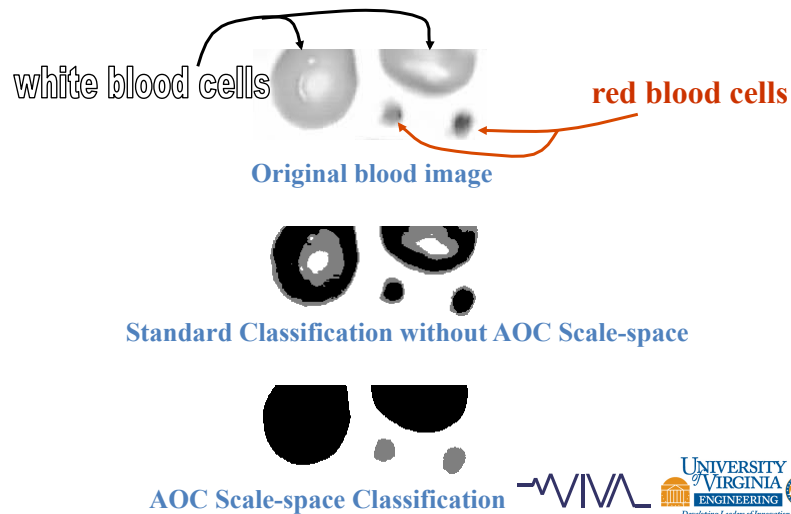 white blood cells
red blood cells
Original blood image
Standard Classification without AOC Scale-space
AOC Scale-space Classification
VIVA
UNIVERSITY
of VIRGINIA
ENGINEERING